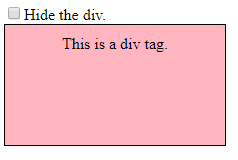 Hide the div.
This is a div tag.